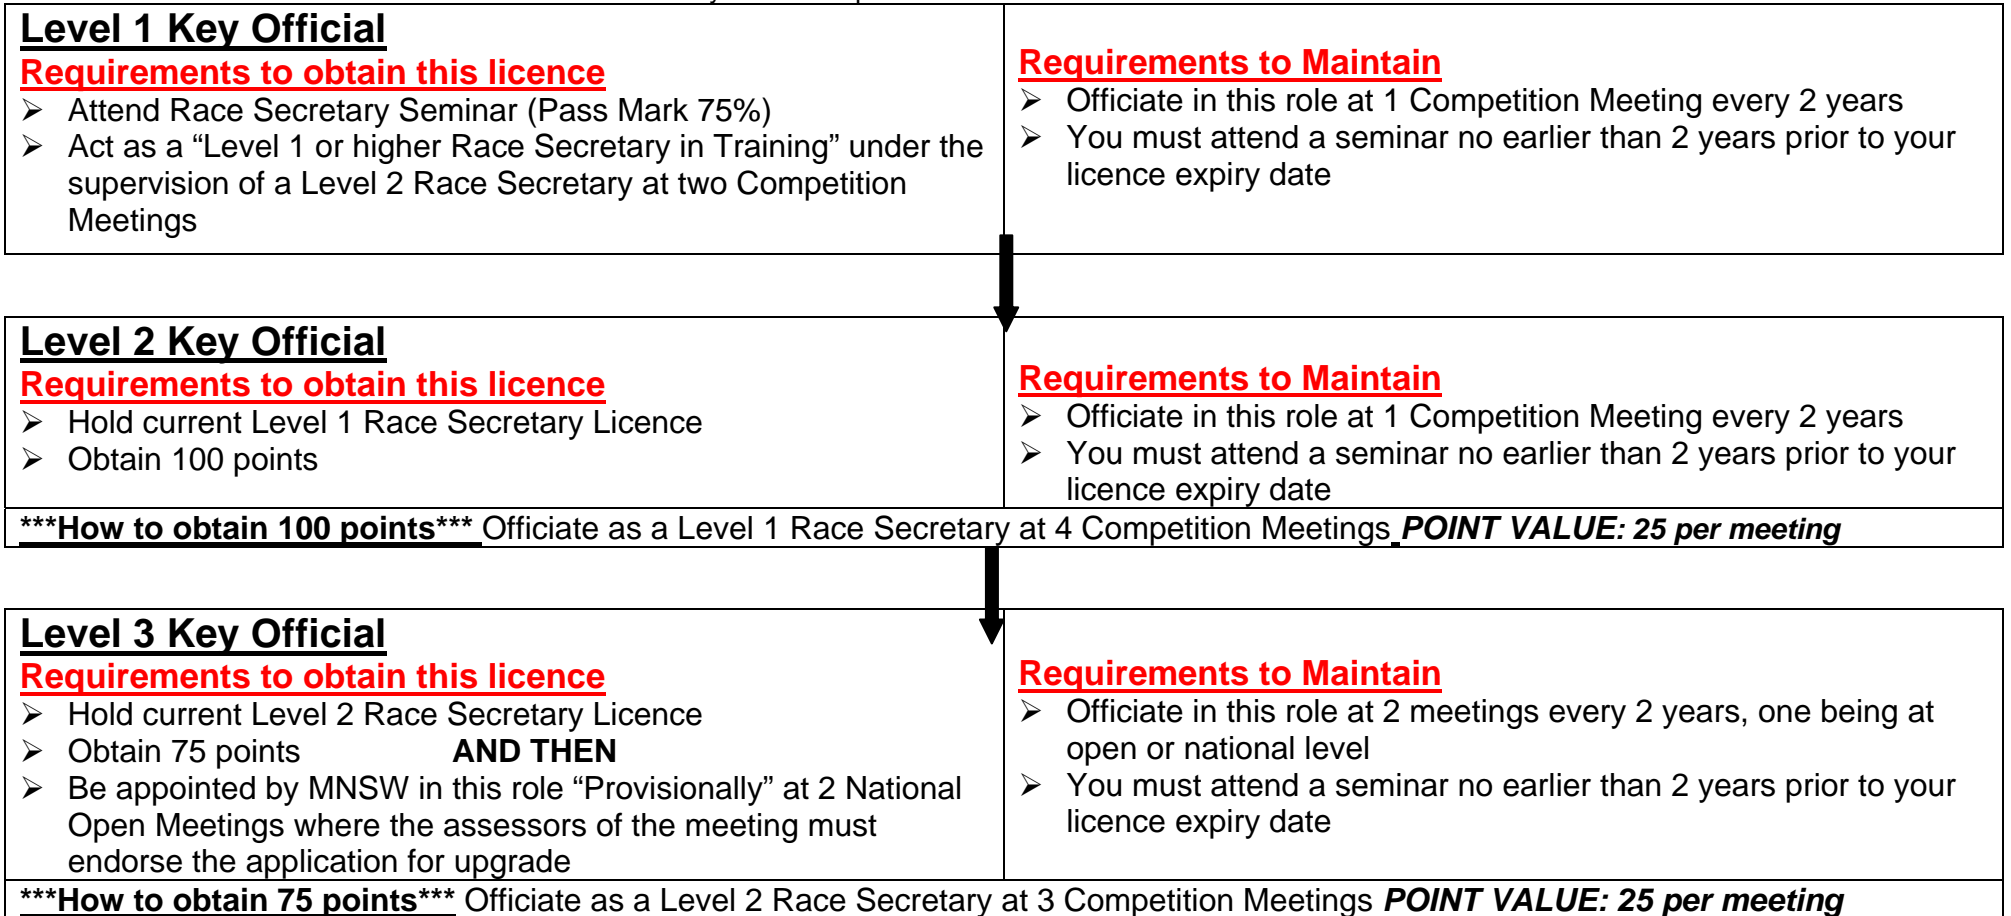 Level 1 Key Official
Requirements to obtain this licence
➢ Attend Race Secretary Seminar (Pass Mark 75%)
➢ Act as a “Level 1 or higher Race Secretary in Training” under the
supervision of a Level 2 Race Secretary at two Competition
Meetings
Requirements to Maintain
➢ Officiate in this role at 1 Competition Meeting every 2 years
➢ You must attend a seminar no earlier than 2 years prior to your
licence expiry date
Level 2 Key Official
Requirements to obtain this licence
➢ Hold current Level 1 Race Secretary Licence
➢ Obtain 100 points
Requirements to Maintain
➢ Officiate in this role at 1 Competition Meeting every 2 years
➢ You must attend a seminar no earlier than 2 years prior to your
licence expiry date
***How to obtain 100 points*** Officiate as a Level 1 Race Secretary at 4 Competition Meetings POINT VALUE: 25 per meeting
Level 3 Key Official
Requirements to obtain this licence
➢ Hold current Level 2 Race Secretary Licence
➢ Obtain 75 points AND THEN
➢ Be appointed by MNSW in this role “Provisionally” at 2 National
Open Meetings where the assessors of the meeting must
endorse the application for upgrade
Requirements to Maintain
➢ Officiate in this role at 2 meetings every 2 years, one being at
open or national level
➢ You must attend a seminar no earlier than 2 years prior to your
licence expiry date
***How to obtain 75 points*** Officiate as a Level 2 Race Secretary at 3 Competition Meetings POINT VALUE: 25 per meeting